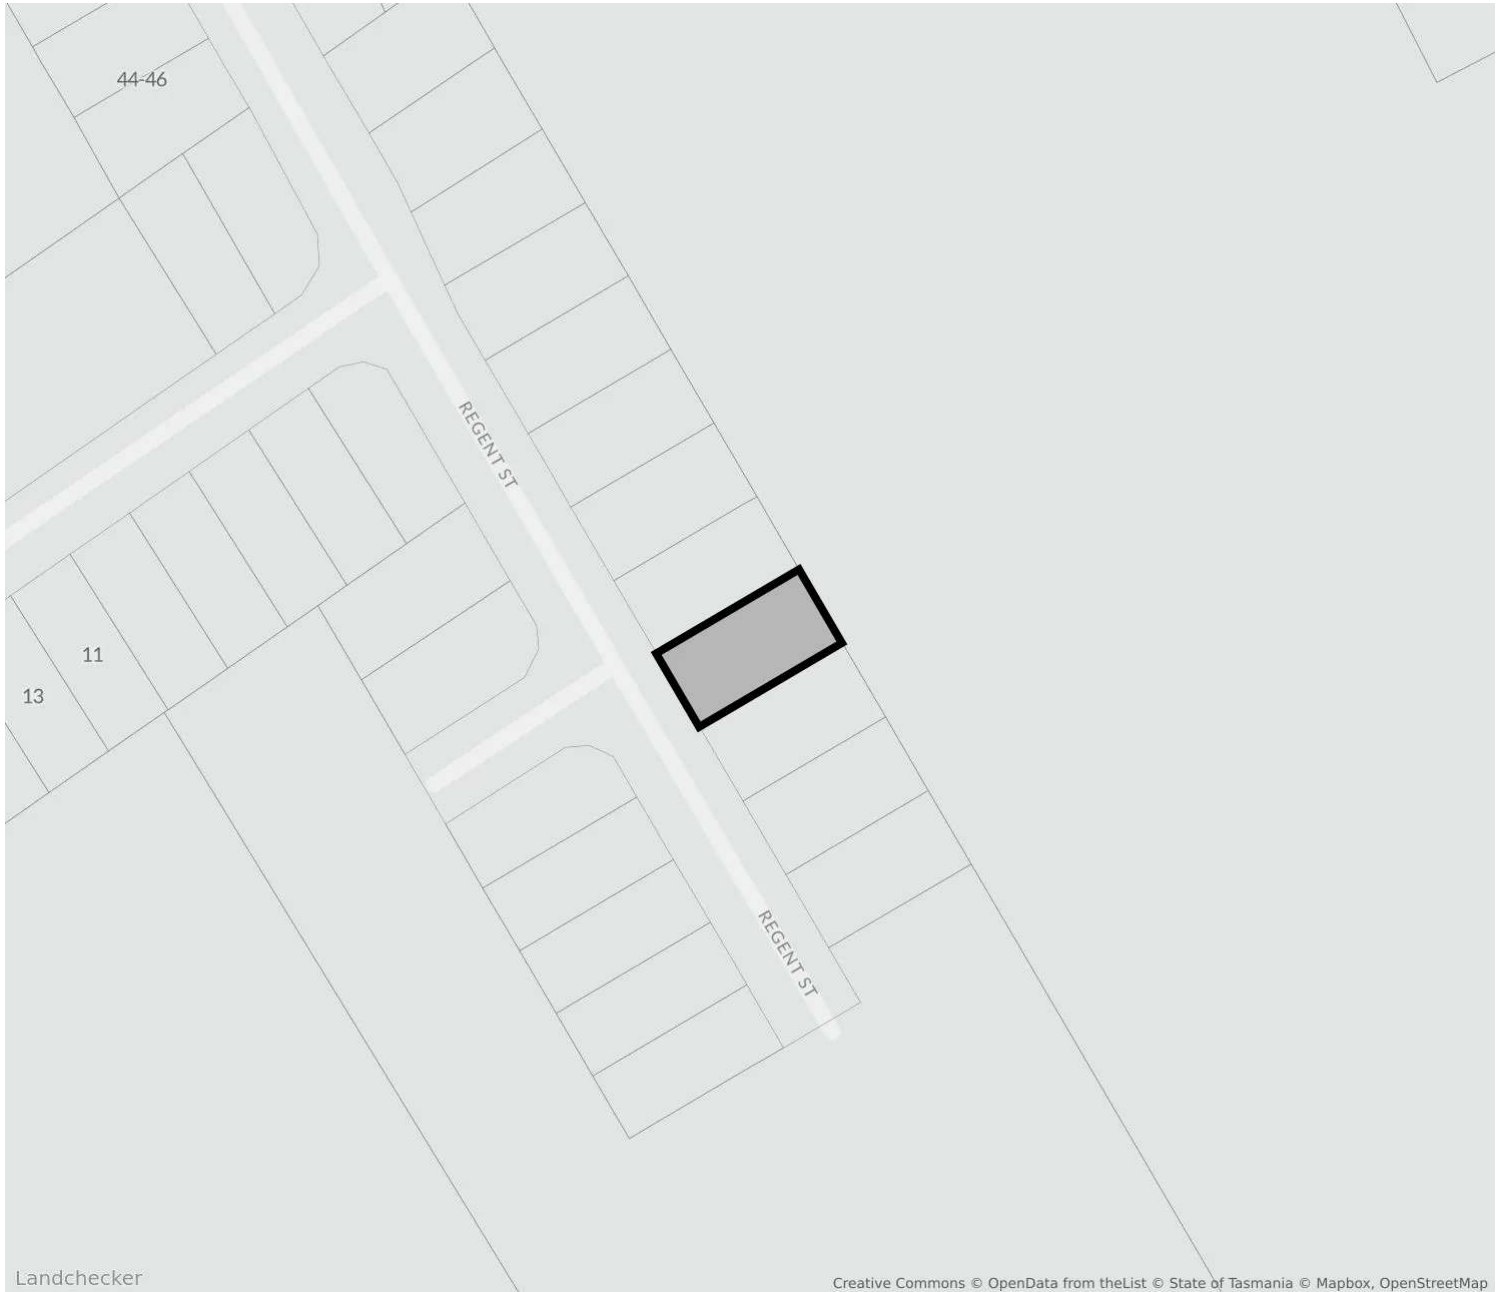 44-46
REGENT ST
11
13
REGENT ST
Landchecker
Creative Commons © OpenData from theList © State of Tasmania © Mapbox, OpenStreetMap